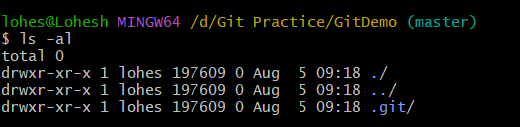 lohes@Lohesh MINGW64 /d/Git Practice/GitDemo (master)
$ ls -al
total 0
drwxr-xr-x 1 lohes 197609 0 Aug  5 09:18 ./
drwxr-xr-x 1 lohes 197609 0 Aug  5 09:18 ../
drwxr-xr-x 1 lohes 197609 0 Aug  5 09:18 .git/